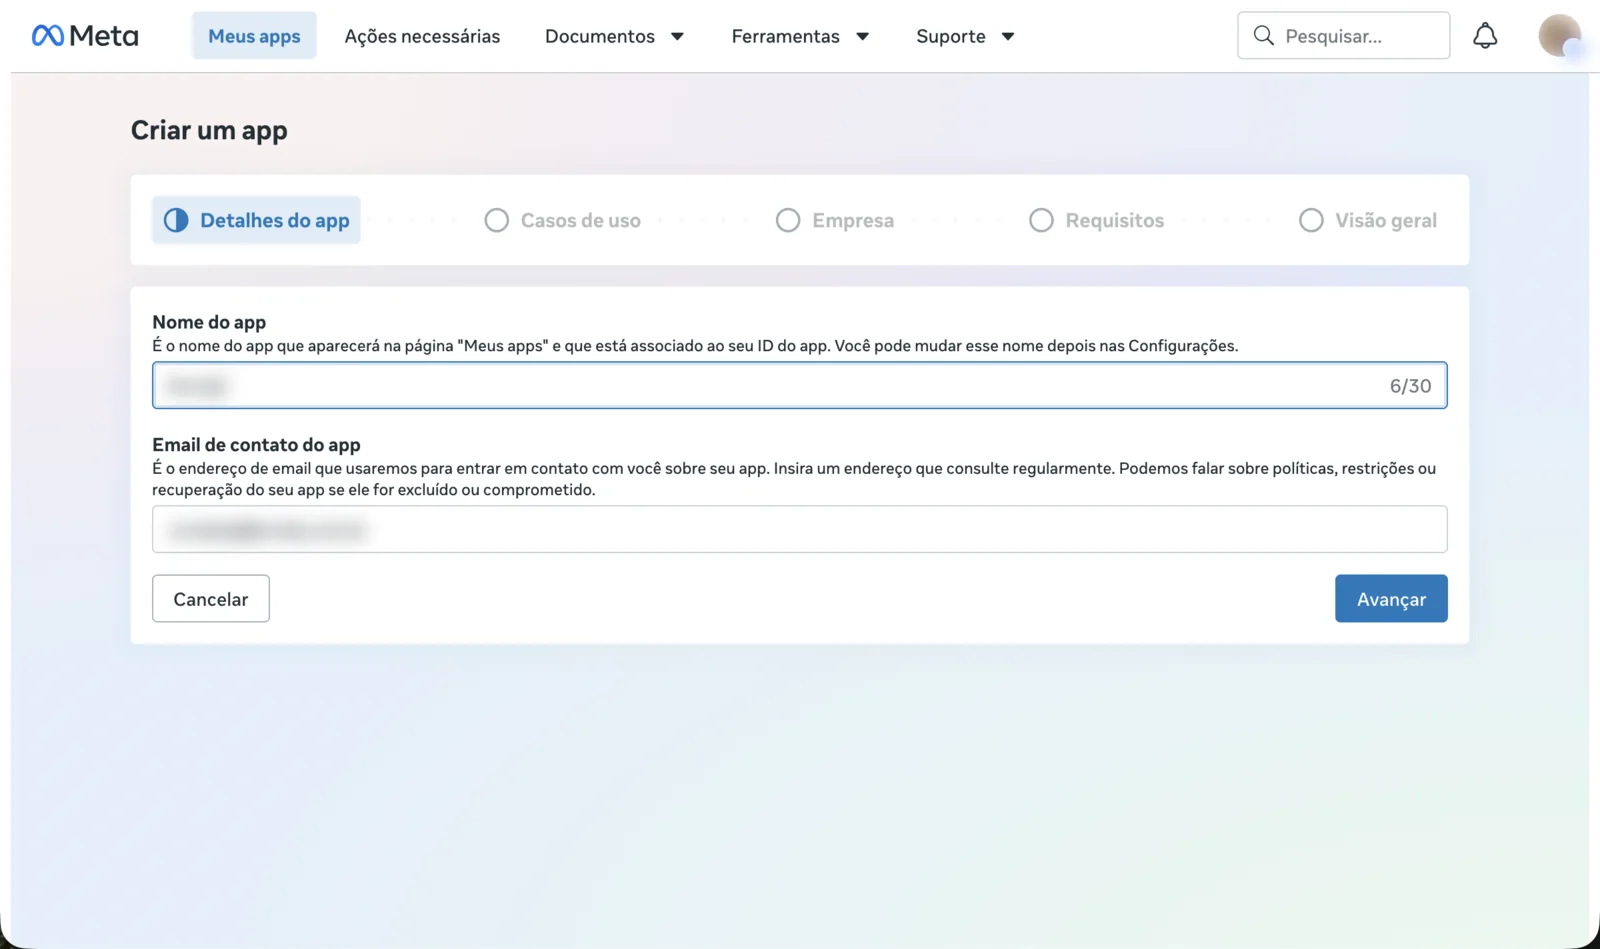 Meta
Meus apps
Ações necessárias
Documentos
Ferramentas
Suporte
Pesquisar...
Criar um app
Detalhes do app
Casos de uso
Empresa
Requisitos
Visão geral
Nome do app
É o nome do app que aparecerá na página "Meus apps" e que está associado ao seu ID do app. Você pode mudar esse nome depois nas Configurações.
6/30
Email de contato do app
É o endereço de email que usaremos para entrar em contato com você sobre seu app. Insira um endereço que consulte regularmente. Podemos falar sobre políticas, restrições ou
recuperação do seu app se ele for excluído ou comprometido.
Cancelar
Avançar